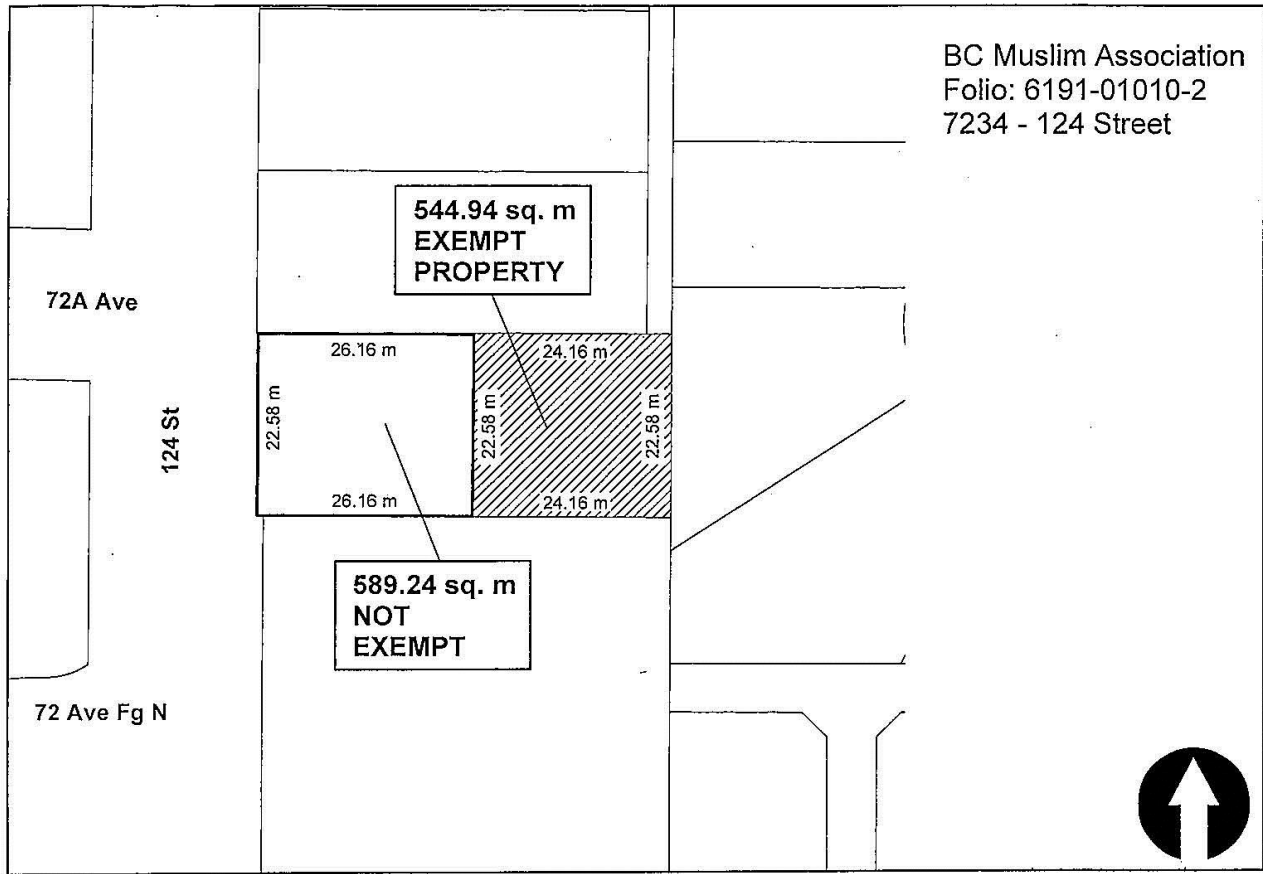 BC Muslim Association
Folio: 6191-01010-2
7234 - 124 Street
544.94 sq. m
EXEMPT
PROPERTY
72A Ave
26.16 m
24.16 m
124 St
22.58 m
22.58 m
22.58 m
26.16 m
24.16 m
589.24 sq. m
NOT
EXEMPT
72 Ave Fg N